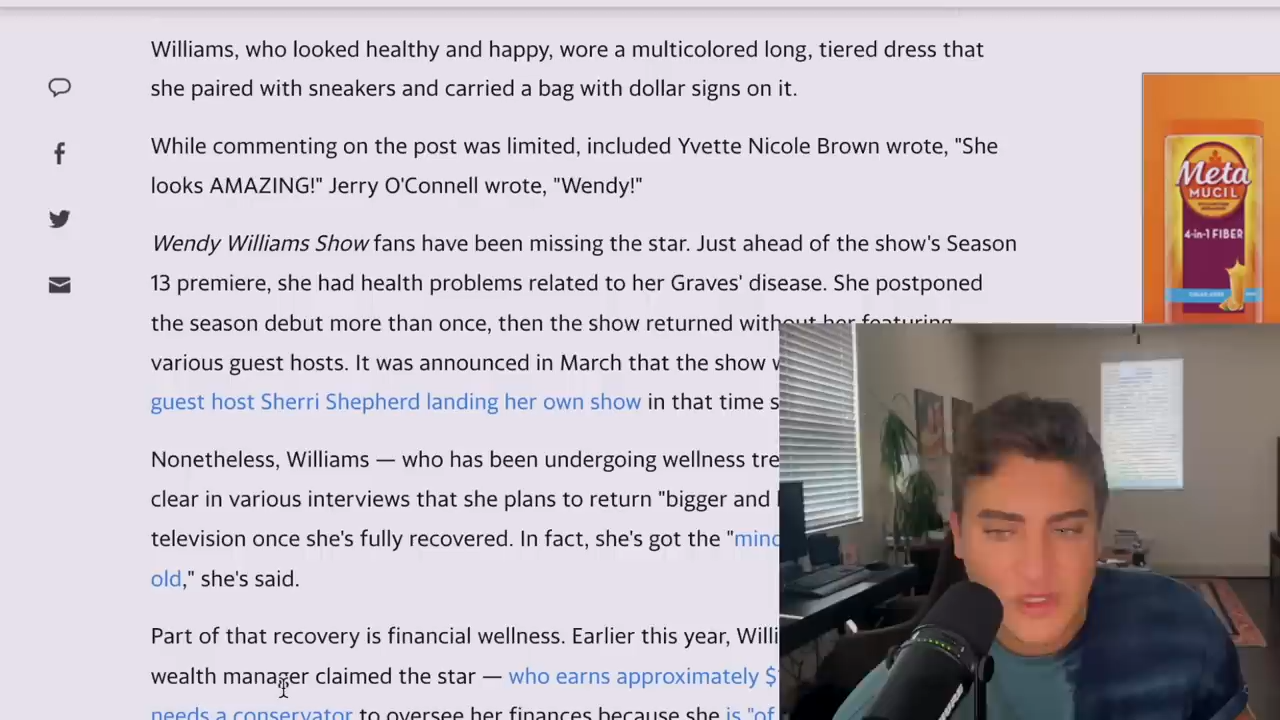 Williams, who looked healthy and happy, wore a multicolored long, tiered dress that
she paired with sneakers and carried a bag with dollar signs on it.
While commenting on the post was limited, included Yvette Nicole Brown wrote, "She
looks AMAZING!" Jerry O'Connell wrote, "Wendy!"
Wendy Williams Show fans have been missing the star. Just ahead of the show's Season
13 premiere, she had health problems related to her Graves' disease. She postponed
the season debut more than once, then the show returned without her featuring
various guest hosts. It was announced in March that the show
guest host Sherri Shepherd landing her own show in that time
Nonetheless, Williams — who has been undergoing wellness
clear in various interviews that she plans to return "bigger and
television once she's fully recovered. In fact, she's got the "
old," she's said.
Part of that recovery is financial wellness. Earlier this year,
wealth manager claimed the star — who earns approximately $
needs a conservator to oversee her finances because she is "of
Meta
MUCIL
4-in-1 FIBER